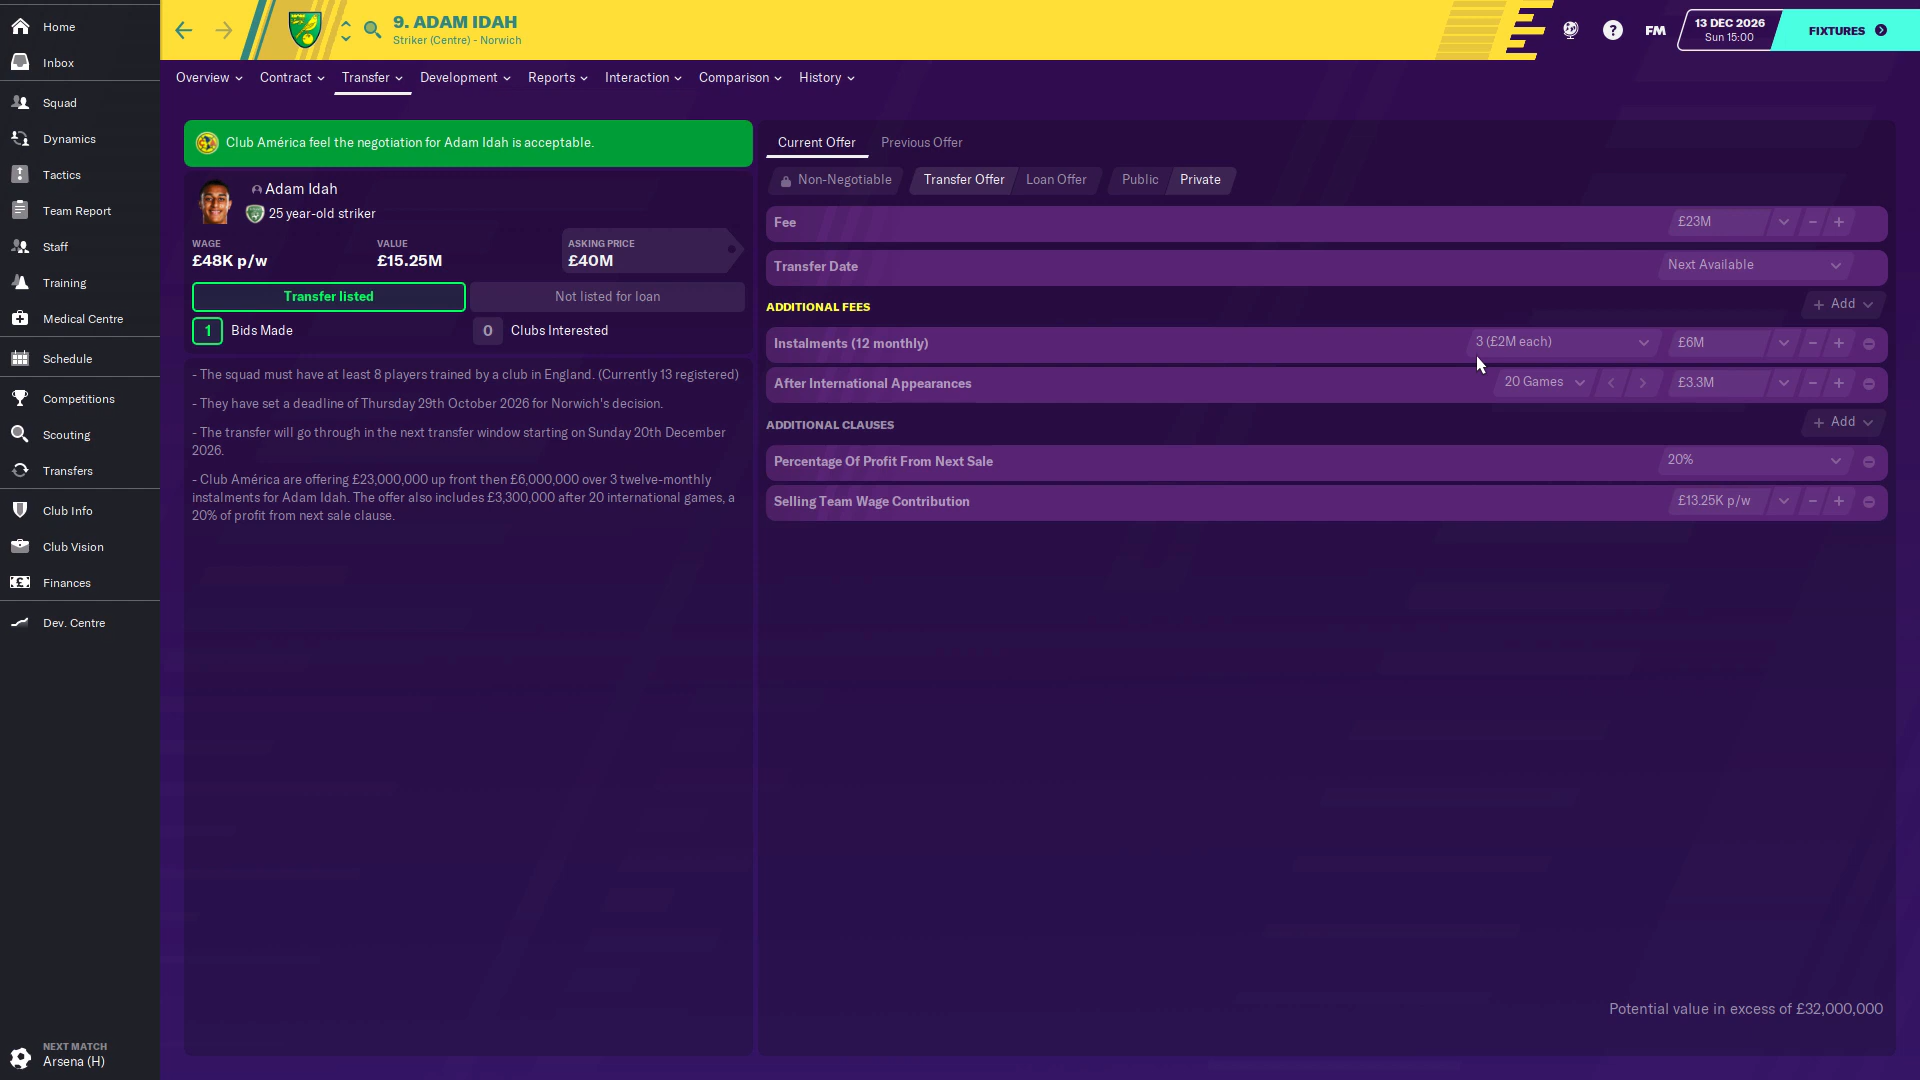 Home
Inbox
Squad
Dynamics
Tactics
Team Report
Staff
Training
Medical Centre
Schedule
Competitions
Scouting
Transfers
Club Info
Club Vision
Finances
Dev. Centre
NEXT MATCH
Arsena (H)
9. ADAM IDAH
Striker (Centre) - Norwich
?
FM
13 DEC 2026
Sun 15:00
FIXTURES
Overview
Contract
Transfer
Development
Reports
Interaction
Comparison
History
Club América feel the negotiation for Adam Idah is acceptable.
Adam Idah
25 year-old striker
WAGE
£48K p/w
VALUE
£15.25M
ASKING PRICE
£40M
Transfer listed
Not listed for loan
1 Bids Made
0 Clubs Interested
- The squad must have at least 8 players trained by a club in England. (Currently 13 registered)
- They have set a deadline of Thursday 29th October 2026 for Norwich's decision.
- The transfer will go through in the next transfer window starting on Sunday 20th December
2026.
- Club América are offering £23,000,000 up front then £6,000,000 over 3 twelve-monthly
instalments for Adam Idah. The offer also includes £3,300,000 after 20 international games, a
20% of profit from next sale clause.
Current Offer
Previous Offer
Non-Negotiable
Transfer Offer
Loan Offer
Public
Private
Fee
£23M
Transfer Date
Next Available
ADDITIONAL FEES
+ Add
Instalments (12 monthly)
3 (£2M each)
£6M
After International Appearances
20 Games
£3.3M
ADDITIONAL CLAUSES
+ Add
Percentage Of Profit From Next Sale
20%
Selling Team Wage Contribution
£13.25K p/w
Potential value in excess of £32,000,000